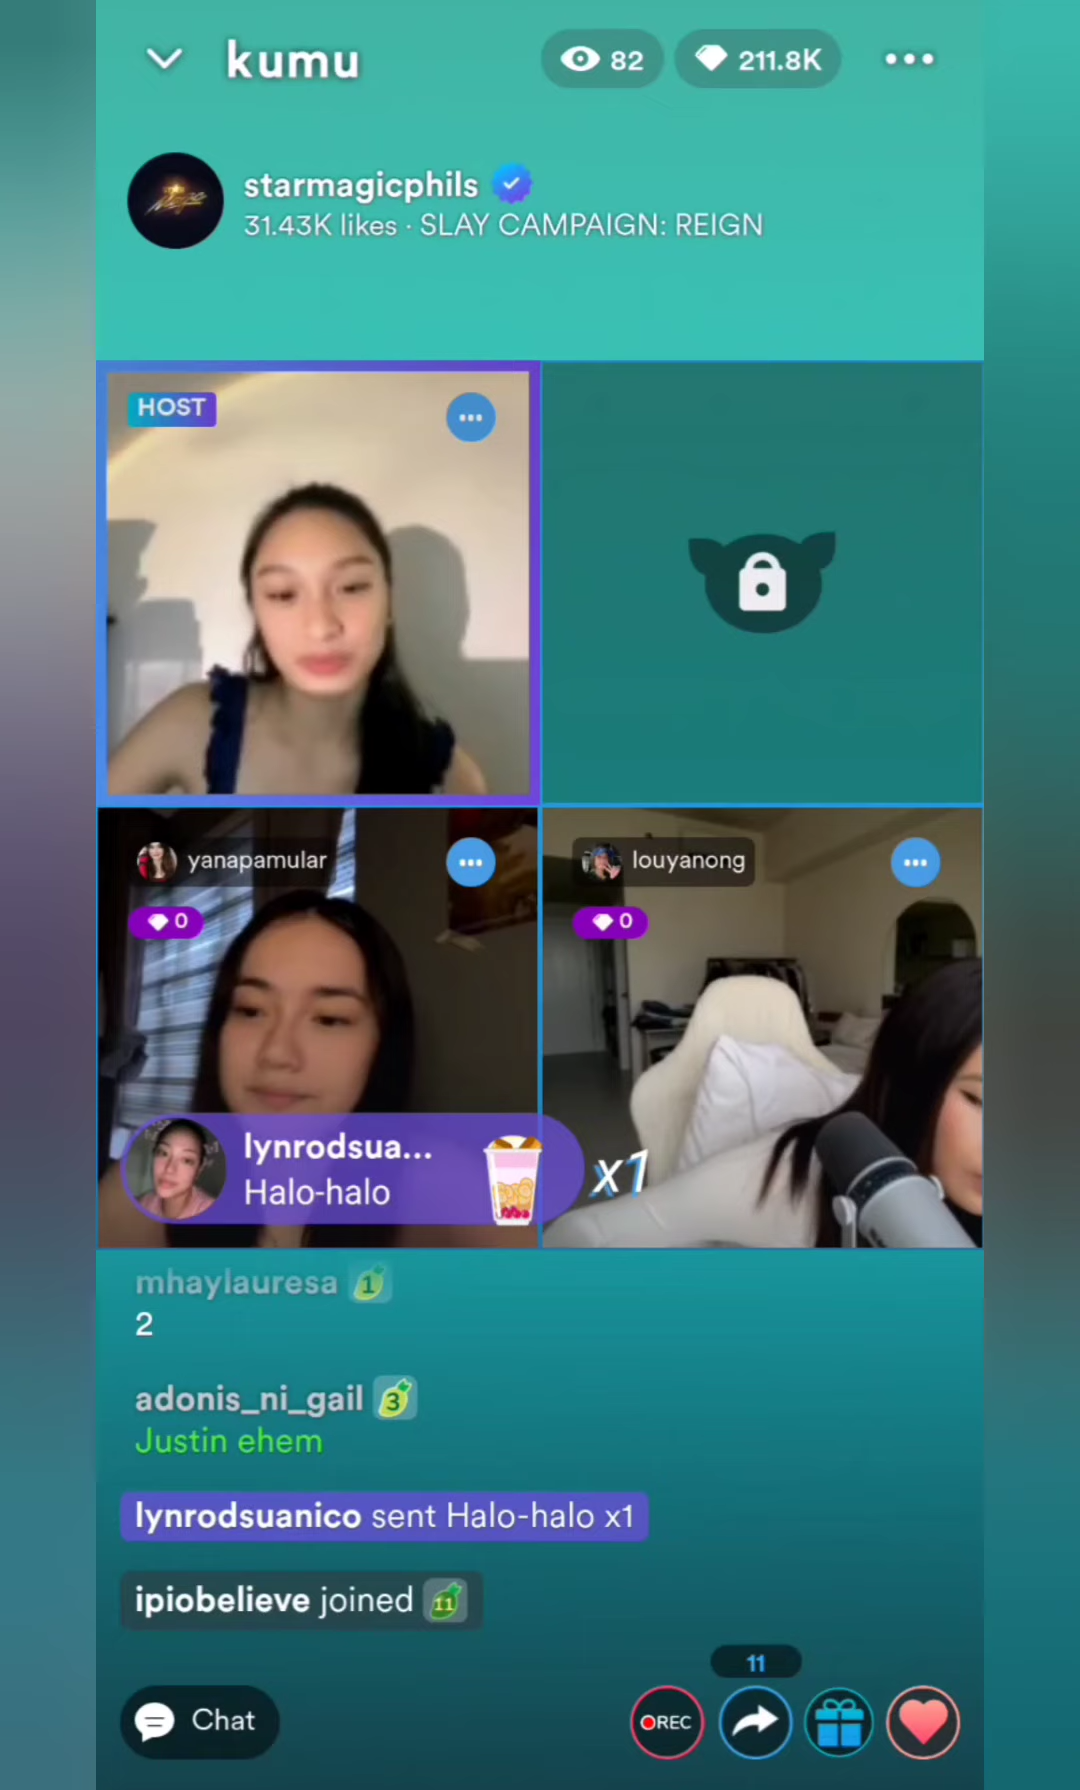 kumu
82
211.8K
starmagicphils
31.43K likes · SLAY CAMPAIGN: REIGN
HOST
yanapamular
0
louyanong
0
lynrodsua...
Halo-halo
x1
mhaylauresa 1
2
adonis_ni_gail 3
Justin ehem
lynrodsuanico sent Halo-halo x1
ipiobelieve joined 11
11
Chat
REC